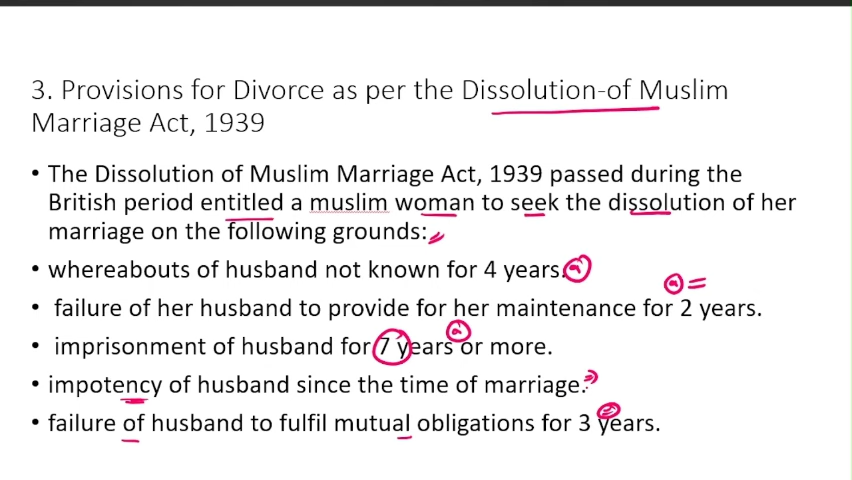 3. Provisions for Divorce as per the Dissolution-of Muslim
Marriage Act, 1939
• The Dissolution of Muslim Marriage Act, 1939 passed during the
British period entitled a muslim woman to seek the dissolution of her
marriage on the following grounds:
• whereabouts of husband not known for 4 years.
• failure of her husband to provide for her maintenance for 2 years.
• imprisonment of husband for 7 years or more.
• impotency of husband since the time of marriage.
• failure of husband to fulfil mutual obligations for 3 years.